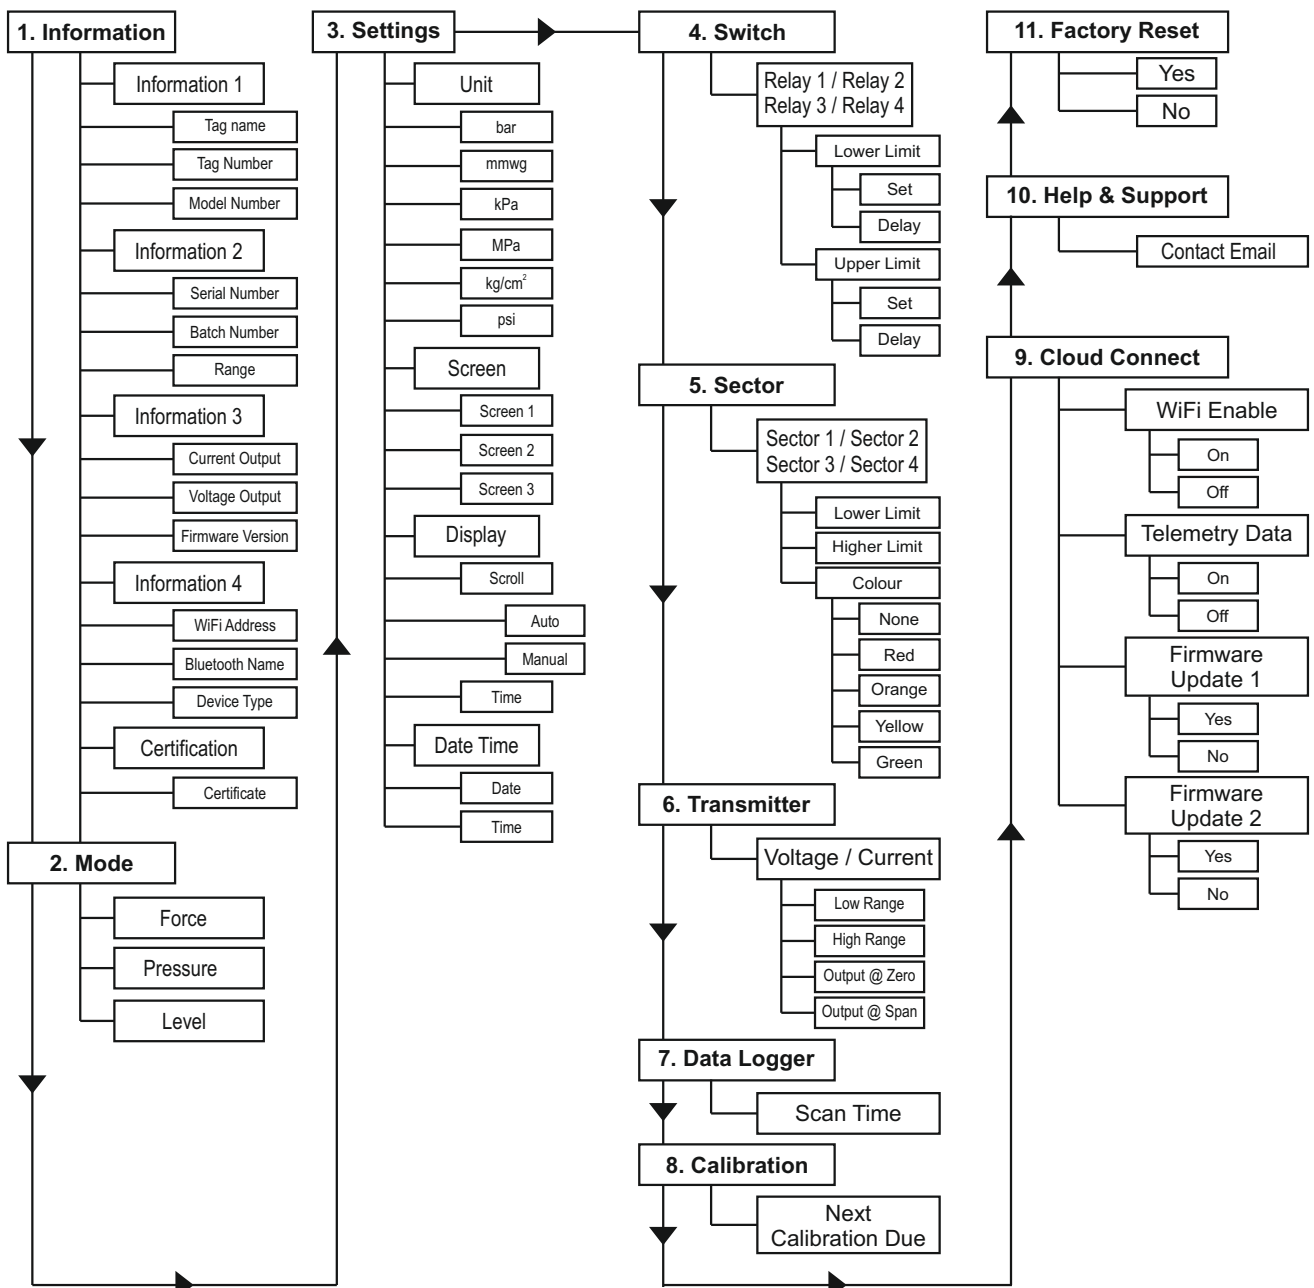 1. Information
Information 1
Tag name
Tag Number
Model Number
Information 2
Serial Number
Batch Number
Range
Information 3
Current Output
Voltage Output
Firmware Version
Information 4
WiFi Address
Bluetooth Name
Device Type
Certification
Certificate
2. Mode
Force
Pressure
Level
3. Settings
Unit
bar
mmwg
kPa
MPa
kg/cm²
psi
Screen
Screen 1
Screen 2
Screen 3
Display
Scroll
Auto
Manual
Time
Date Time
Date
Time
4. Switch
Relay 1 / Relay 2
Relay 3 / Relay 4
Lower Limit
Set
Delay
Upper Limit
Set
Delay
5. Sector
Sector 1 / Sector 2
Sector 3 / Sector 4
Lower Limit
Higher Limit
Colour
None
Red
Orange
Yellow
Green
6. Transmitter
Voltage / Current
Low Range
High Range
Output @ Zero
Output @ Span
7. Data Logger
Scan Time
8. Calibration
Next
Calibration Due
11. Factory Reset
Yes
No
10. Help & Support
Contact Email
9. Cloud Connect
WiFi Enable
On
Off
Telemetry Data
On
Off
Firmware
Update 1
Yes
No
Firmware
Update 2
Yes
No